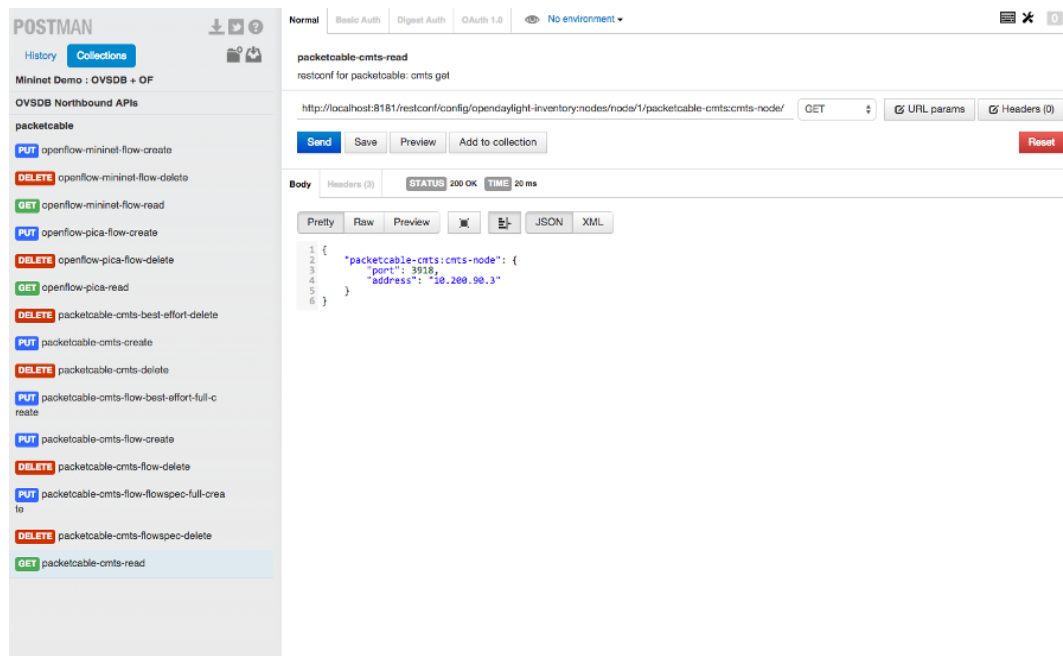 POSTMAN
History Collections
Mininet Demo : OVSDB + OF
OVSDB Northbound APIs
packetcable
PUT openflow-mininet-flow-create
DELETE openflow-mininet-flow-delete
GET openflow-mininet-flow-read
PUT openflow-pica-flow-create
DELETE openflow-pica-flow-delete
GET openflow-pica-read
DELETE packetcable-cmts-best-effort-delete
PUT packetcable-cmts-create
DELETE packetcable-cmts-delete
PUT packetcable-cmts-flow-best-effort-full-c
reate
PUT packetcable-cmts-flow-create
DELETE packetcable-cmts-flow-delete
PUT packetcable-cmts-flow-flowspec-full-crea
te
DELETE packetcable-cmts-flowspec-delete
GET packetcable-cmts-read
Normal Basic Auth Digest Auth OAuth 1.0 No environment 0
packetcable-cmts-read
restconf for packetcable: cmts get
http://localhost:8181/restconf/config/opendaylight-inventory:nodes/node/1/packetcable-cmts:cmts-node/ GET URL params Headers (0)
Send Save Preview Add to collection Reset
Body Headers (3) STATUS 200 OK TIME 20 ms
Pretty Raw Preview JSON XML
1 {
2 "packetcable-cmts:cmts-node": {
3 "port": 3918,
4 "address": "10.200.90.3"
5 }
6 }